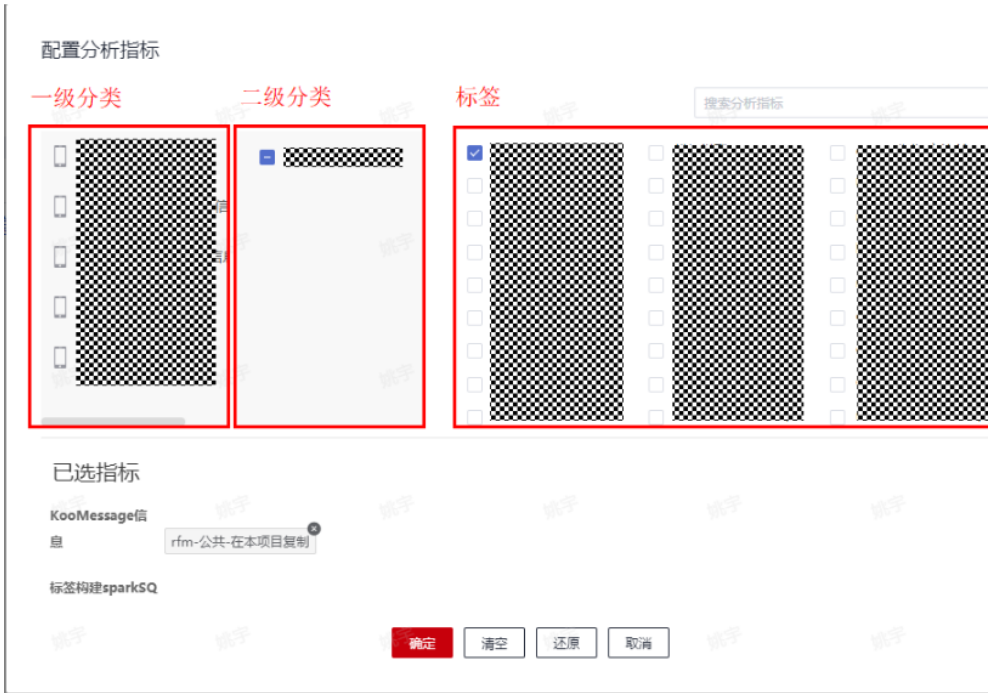 配置分析指标
一级分类
二级分类
标签
搜索分析指标
已选指标
KooMessage信
息
rfm-公共-在本项目复制
标签构建sparkSQ
确定
清空
还原
取消
姚宇